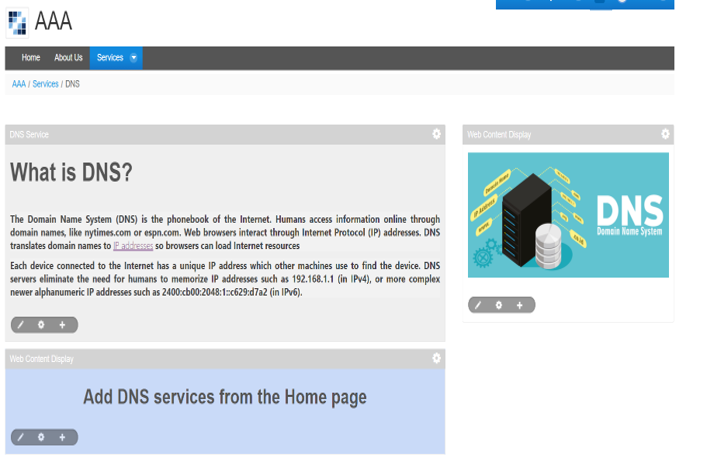 AAA
Home About Us Services
AAA / Services / DNS
DNS Service
What is DNS?
The Domain Name System (DNS) is the phonebook of the Internet. Humans access information online through
domain names, like nytimes.com or espn.com. Web browsers interact through Internet Protocol (IP) addresses. DNS
translates domain names to IP addresses so browsers can load Internet resources
Each device connected to the Internet has a unique IP address which other machines use to find the device. DNS
servers eliminate the need for humans to memorize IP addresses such as 192.168.1.1 (in IPv4), or more complex
newer alphanumeric IP addresses such as 2400:cb00:2048:1::c629:d7a2 (in IPv6).
Web Content Display
Add DNS services from the Home page
Web Content Display
Domain Name
IP Address
DNS
Domain Name System